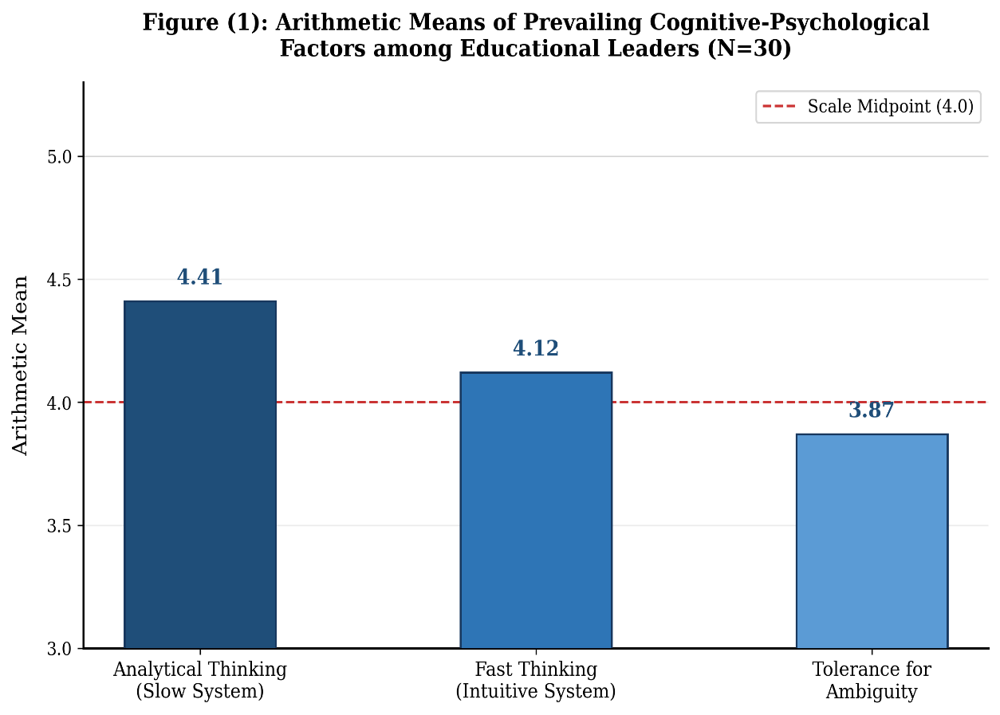 Figure (1): Arithmetic Means of Prevailing Cognitive-Psychological
Factors among Educational Leaders (N=30)
Scale Midpoint (4.0)
Arithmetic Mean
5.0
4.5
4.0
3.5
3.0
4.41
4.12
3.87
Analytical Thinking
(Slow System)
Fast Thinking
(Intuitive System)
Tolerance for
Ambiguity